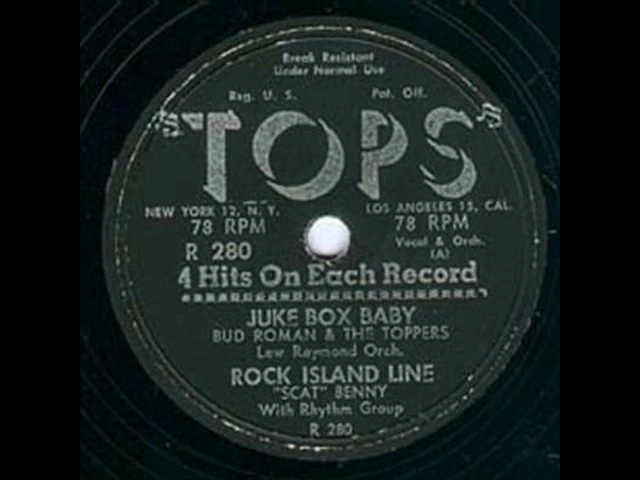 Break Resistant
Under Normal Use
Reg. U. S. Pat. Off.
"TOPS"
NEW YORK 12, N. Y. LOS ANGELES 15, CAL.
78 RPM 78 RPM
R 280 Vocal & Orch.
(A)
4 Hits On Each Record
JUKE BOX BABY
BUD ROMAN & THE TOPPERS
Lew Raymond Orch.
ROCK ISLAND LINE
"SCAT" BENNY
With Rhythm Group
R 280